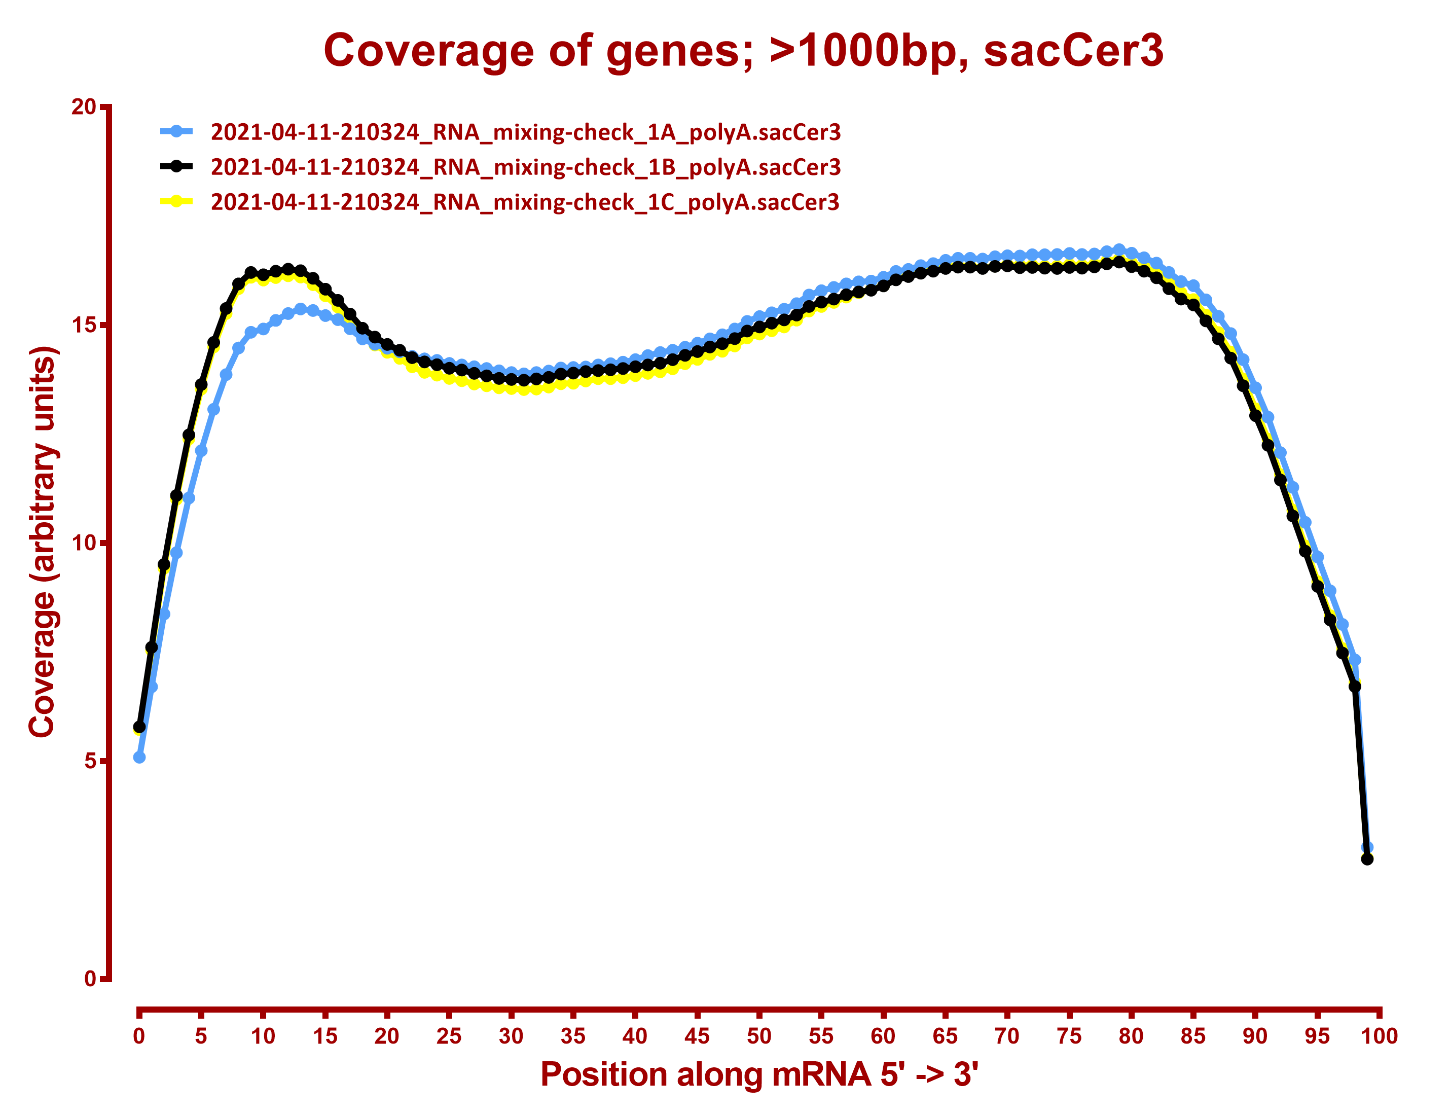 Coverage of genes; >1000bp, sacCer3
20
2021-04-11-210324_RNA_mixing-check_1A_polyA.sacCer3
2021-04-11-210324_RNA_mixing-check_1B_polyA.sacCer3
2021-04-11-210324_RNA_mixing-check_1C_polyA.sacCer3
15
10
5
0
Coverage (arbitrary units)
0 5 10 15 20 25 30 35 40 45 50 55 60 65 70 75 80 85 90 95 100
Position along mRNA 5' -> 3'